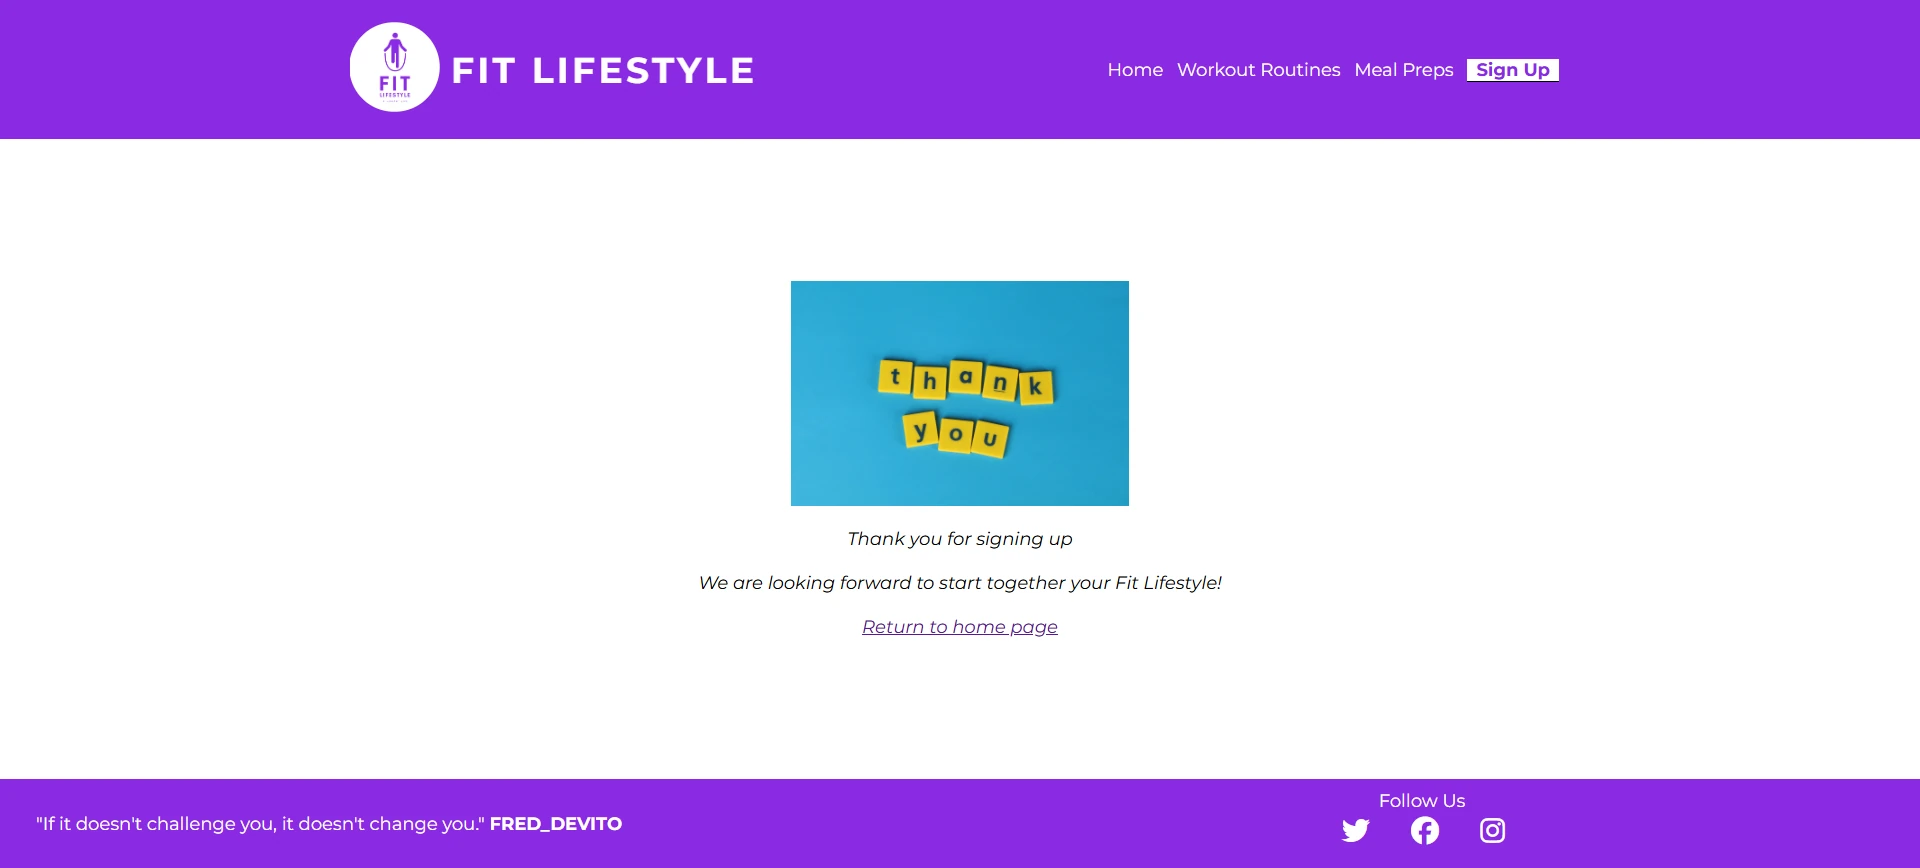 FIT
LIFESTYLE
FIT LIFESTYLE
Home Workout Routines Meal Preps Sign Up
thank
you
Thank you for signing up
We are looking forward to start together your Fit Lifestyle!
Return to home page
"If it doesn't challenge you, it doesn't change you." FRED_DEVITO
Follow Us